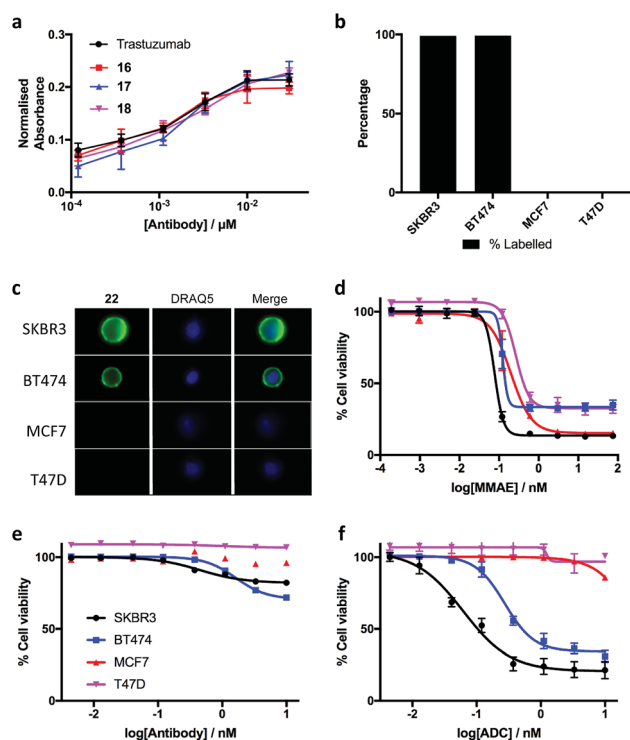 a
Normalised Absorbance
0.3
0.2
0.1
0.0
Trastuzumab
16
17
18
10-4
10-3
10-2
[Antibody] / μM
b
Percentage
100
80
60
40
20
0
SKBR3
BT474
MCF7
T47D
% Labelled
c
22 DRAQ5 Merge
SKBR3
BT474
MCF7
T47D
d
% Cell viability
100
50
0
-4 -3 -2 -1 0 1 2
log[MMAE] / nM
e
% Cell viability
100
50
0
SKBR3
BT474
MCF7
T47D
-2 -1 0 1
log[Antibody] / nM
f
% Cell viability
100
50
0
-2 -1 0 1
log[ADC] / nM